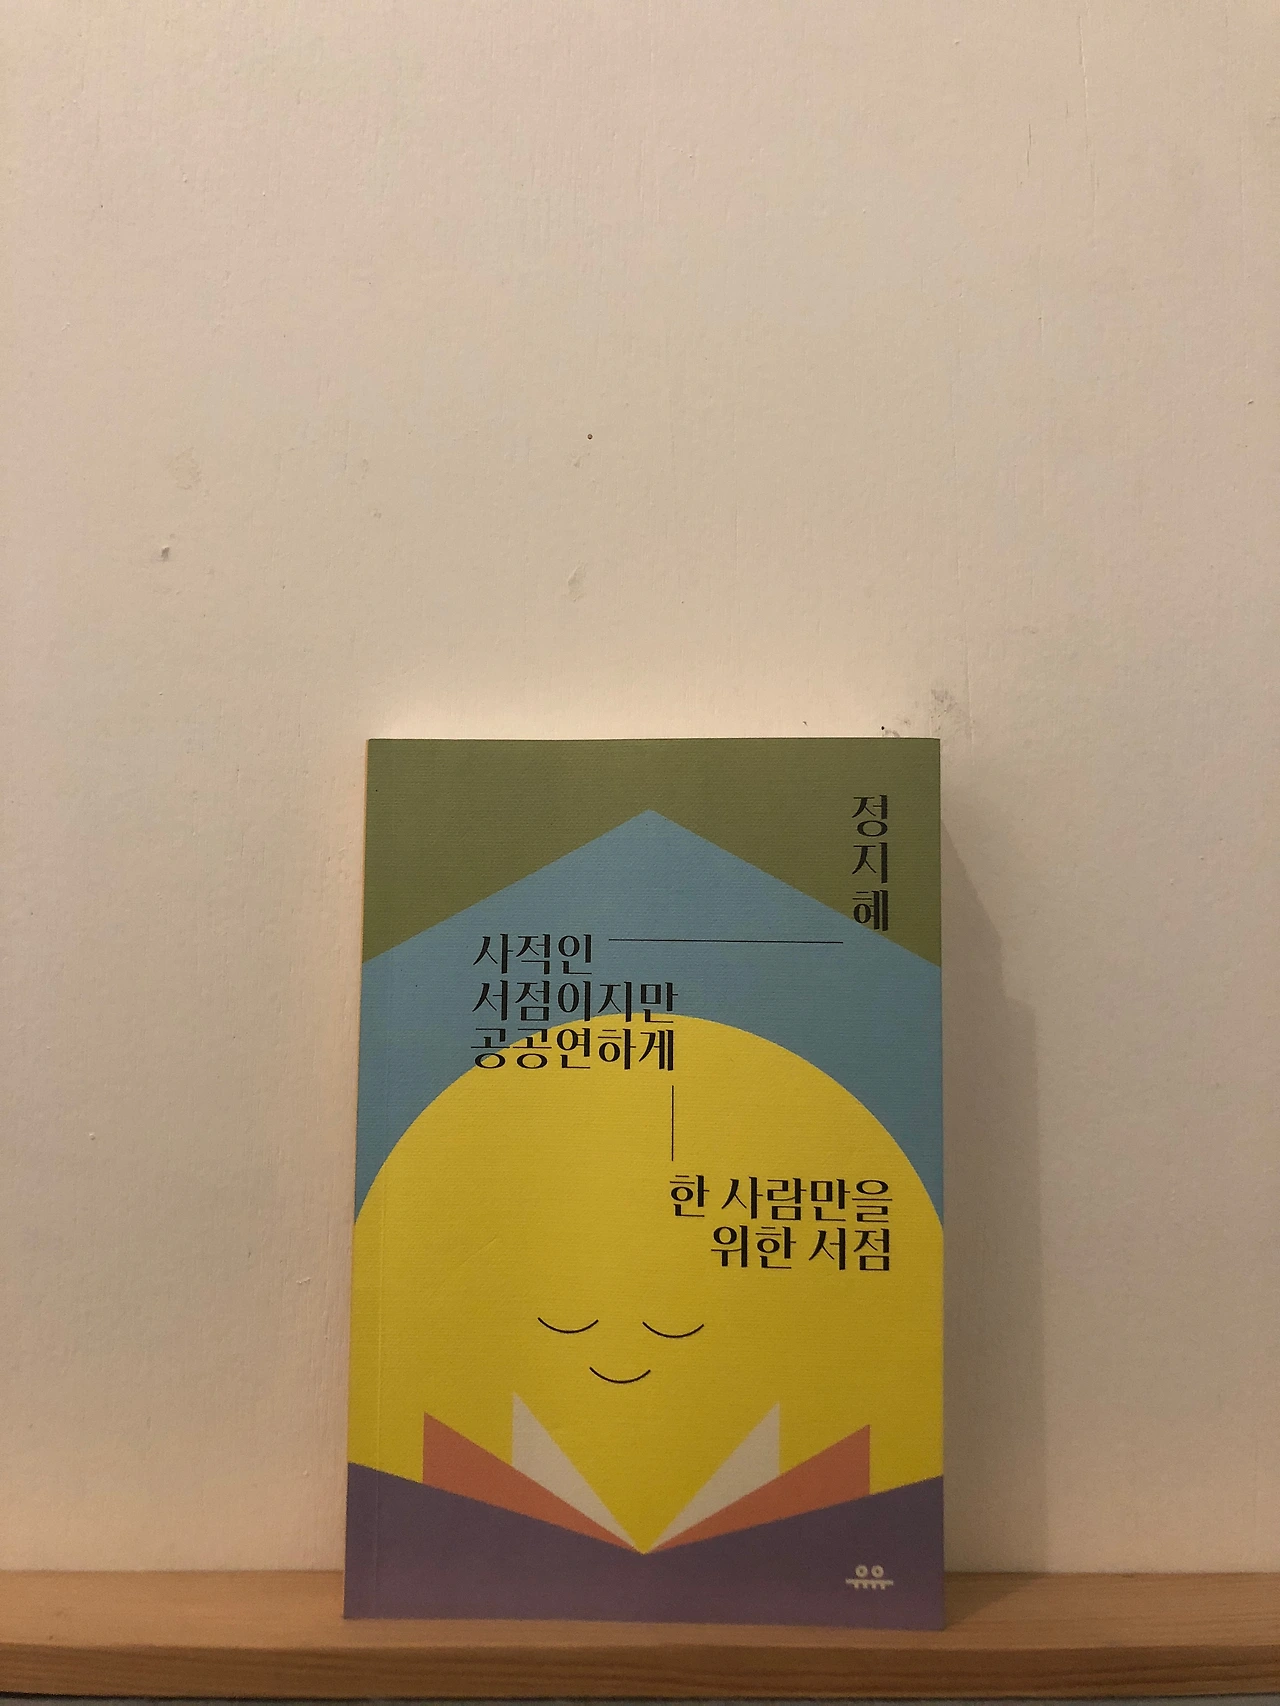 정지혜
사적인
서점이지만
공공연하게
한 사람만을
위한 서점